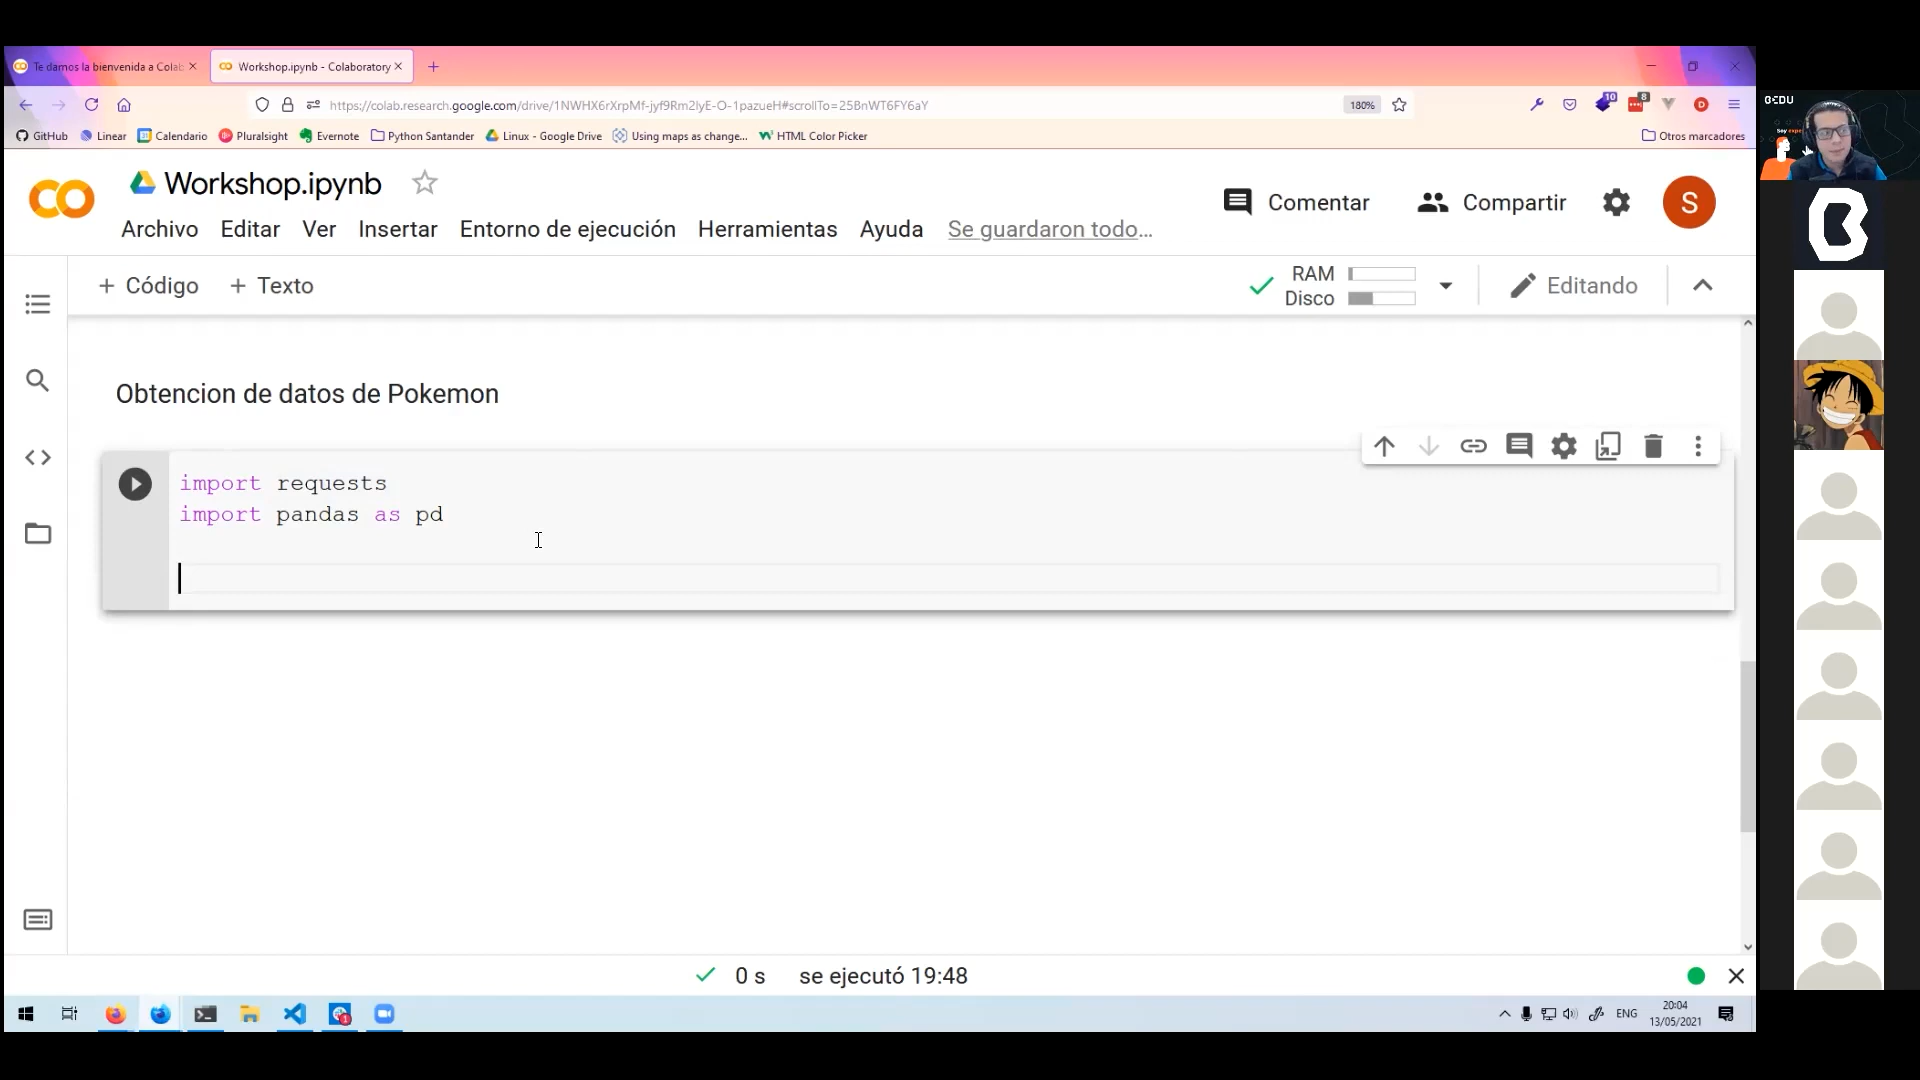 Te damos la bienvenida a Colab
Workshop.ipynb - Colaboratory
https://colab.research.google.com/drive/1NWHX6rXrpMf-jyf9Rm2lyE-O-1pazueH#scrollTo=25BnWT6FY6aY
180%
10
8
D
GitHub
Linear
Calendario
Pluralsight
Evernote
Python Santander
Linux - Google Drive
Using maps as change...
HTML Color Picker
Otros marcadores
BEDU
Workshop.ipynb
Comentar
Compartir
S
Archivo Editar Ver Insertar Entorno de ejecución Herramientas Ayuda Se guardaron todo...
+ Código + Texto
RAM
Disco
Editando
Obtencion de datos de Pokemon
import requests
import pandas as pd
0 s se ejecutó 19:48
ENG
20:04
13/05/2021